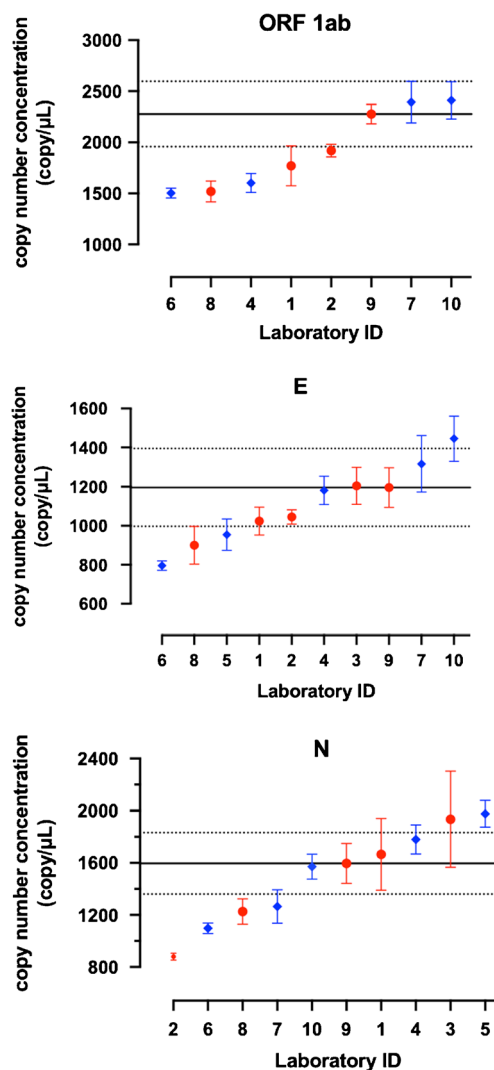 ORF 1ab
copy number concentration
(copy/µL)
3000
2500
2000
1500
1000
6 8 4 1 2 9 7 10
Laboratory ID
E
copy number concentration
(copy/µL)
1600
1400
1200
1000
800
600
6 8 5 1 2 4 3 9 7 10
Laboratory ID
N
copy number concentration
(copy/µL)
2400
2000
1600
1200
800
2 6 8 7 10 9 1 4 3 5
Laboratory ID